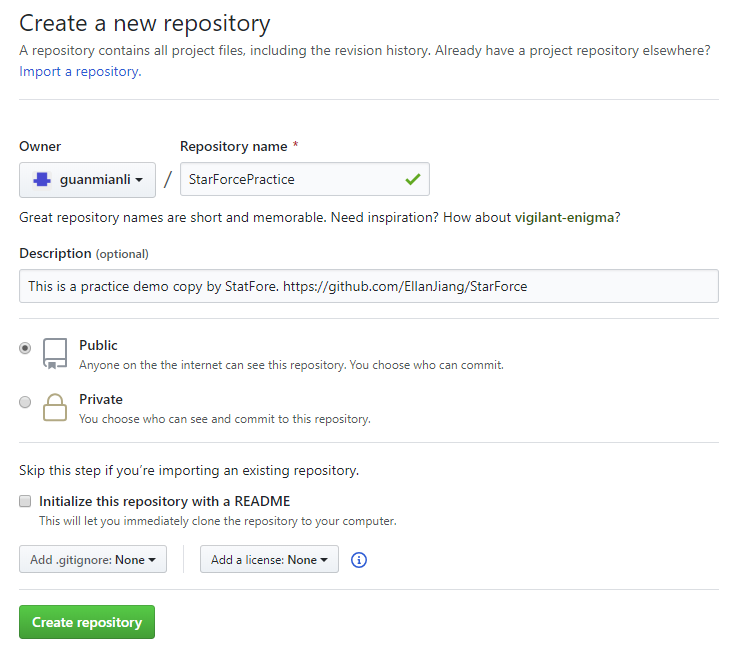 Create a new repository
A repository contains all project files, including the revision history. Already have a project repository elsewhere?
Import a repository.
Owner
Repository name *
guanmianli / StarForcePractice
Great repository names are short and memorable. Need inspiration? How about vigilant-enigma?
Description (optional)
This is a practice demo copy by StatFore. https://github.com/EllanJiang/StarForce
Public
Anyone on the the internet can see this repository. You choose who can commit.
Private
You choose who can see and commit to this repository.
Skip this step if you're importing an existing repository.
Initialize this repository with a README
This will let you immediately clone the repository to your computer.
Add .gitignore: None
Add a license: None
Create repository